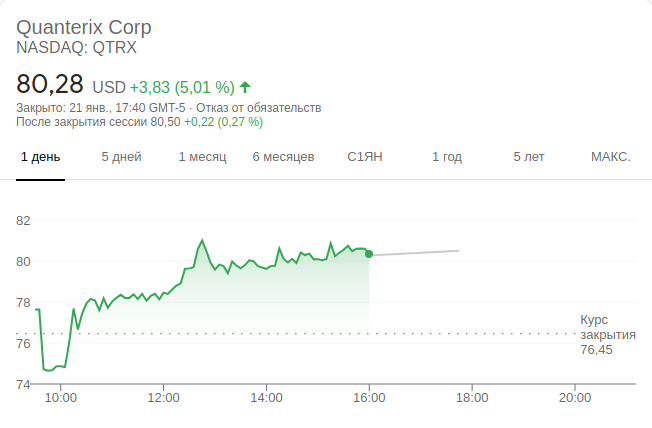 Quanterix Corp
NASDAQ: QTRX
80,28 USD +3,83 (5,01 %)
Закрыто: 21 янв., 17:40 GMT-5 · Отказ от обязательств
После закрытия сессии 80,50 +0,22 (0,27 %)
1 день 5 дней 1 месяц 6 месяцев С1ЯН 1 год 5 лет МАКС.
82
80
78
76
74
Курс
закрытия
76,45
10:00 12:00 14:00 16:00 18:00 20:00